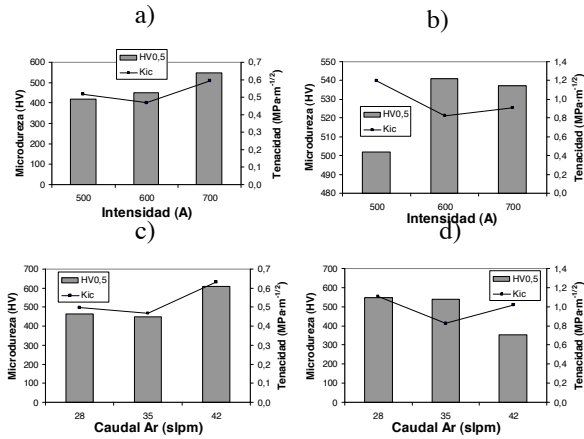 a)
HV0,5
Kic
Microdureza (HV)
600
500
400
300
200
100
0
0,7
0,6
0,5
0,4
0,3
0,2
0,1
0,0
Tenacidad (MPa·m-1/2)
500 600 700
Intensidad (A)
b)
HV0,5
Kic
Microdureza (HV)
560
550
540
530
520
510
500
490
480
1,4
1,2
1,0
0,8
0,6
0,4
0,2
0,0
Tenacidad (MPa·m-1/2)
500 600 700
Intensidad (A)
c)
HV0,5
Kic
Microdureza (HV)
700
600
500
400
300
200
100
0
0,7
0,6
0,5
0,4
0,3
0,2
0,1
0,0
Tenacidad (MPa·m-1/2)
28 35 42
Caudal Ar (slpm)
d)
HV0,5
Kic
Microdureza (HV)
700
600
500
400
300
200
100
0
1,4
1,2
1,0
0,8
0,6
0,4
0,2
0,0
Tenacidad (MPa·m-1/2)
28 35 42
Caudal Ar (slpm)